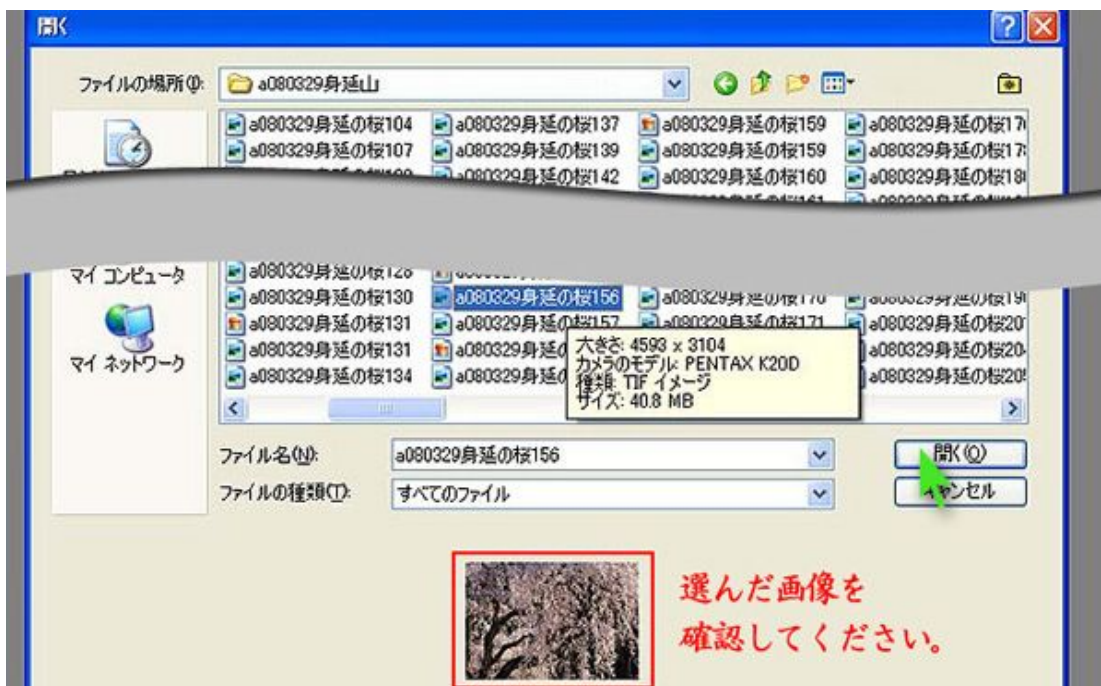 開く
ファイルの場所(I):
a080329身延山
a080329身延の桜104 a080329身延の桜137 a080329身延の桜159
a080329身延の桜107 a080329身延の桜139 a080329身延の桜159
a080329身延の桜160
マイ コンピュータ
a080329身延の桜130 a080329身延の桜156 a080329身延の桜170
a080329身延の桜131 a080329身延の桜157 a080329身延の桜171
a080329身延の桜131
a080329身延の桜134
マイ ネットワーク
大きさ: 4593 x 3104
カメラのモデル: PENTAX K20D
種類: TIF イメージ
サイズ: 40.8 MB
ファイル名(N):
a080329身延の桜156
開く(O)
ファイルの種類(T):
すべてのファイル
キャンセル
選んだ画像を
確認してください。